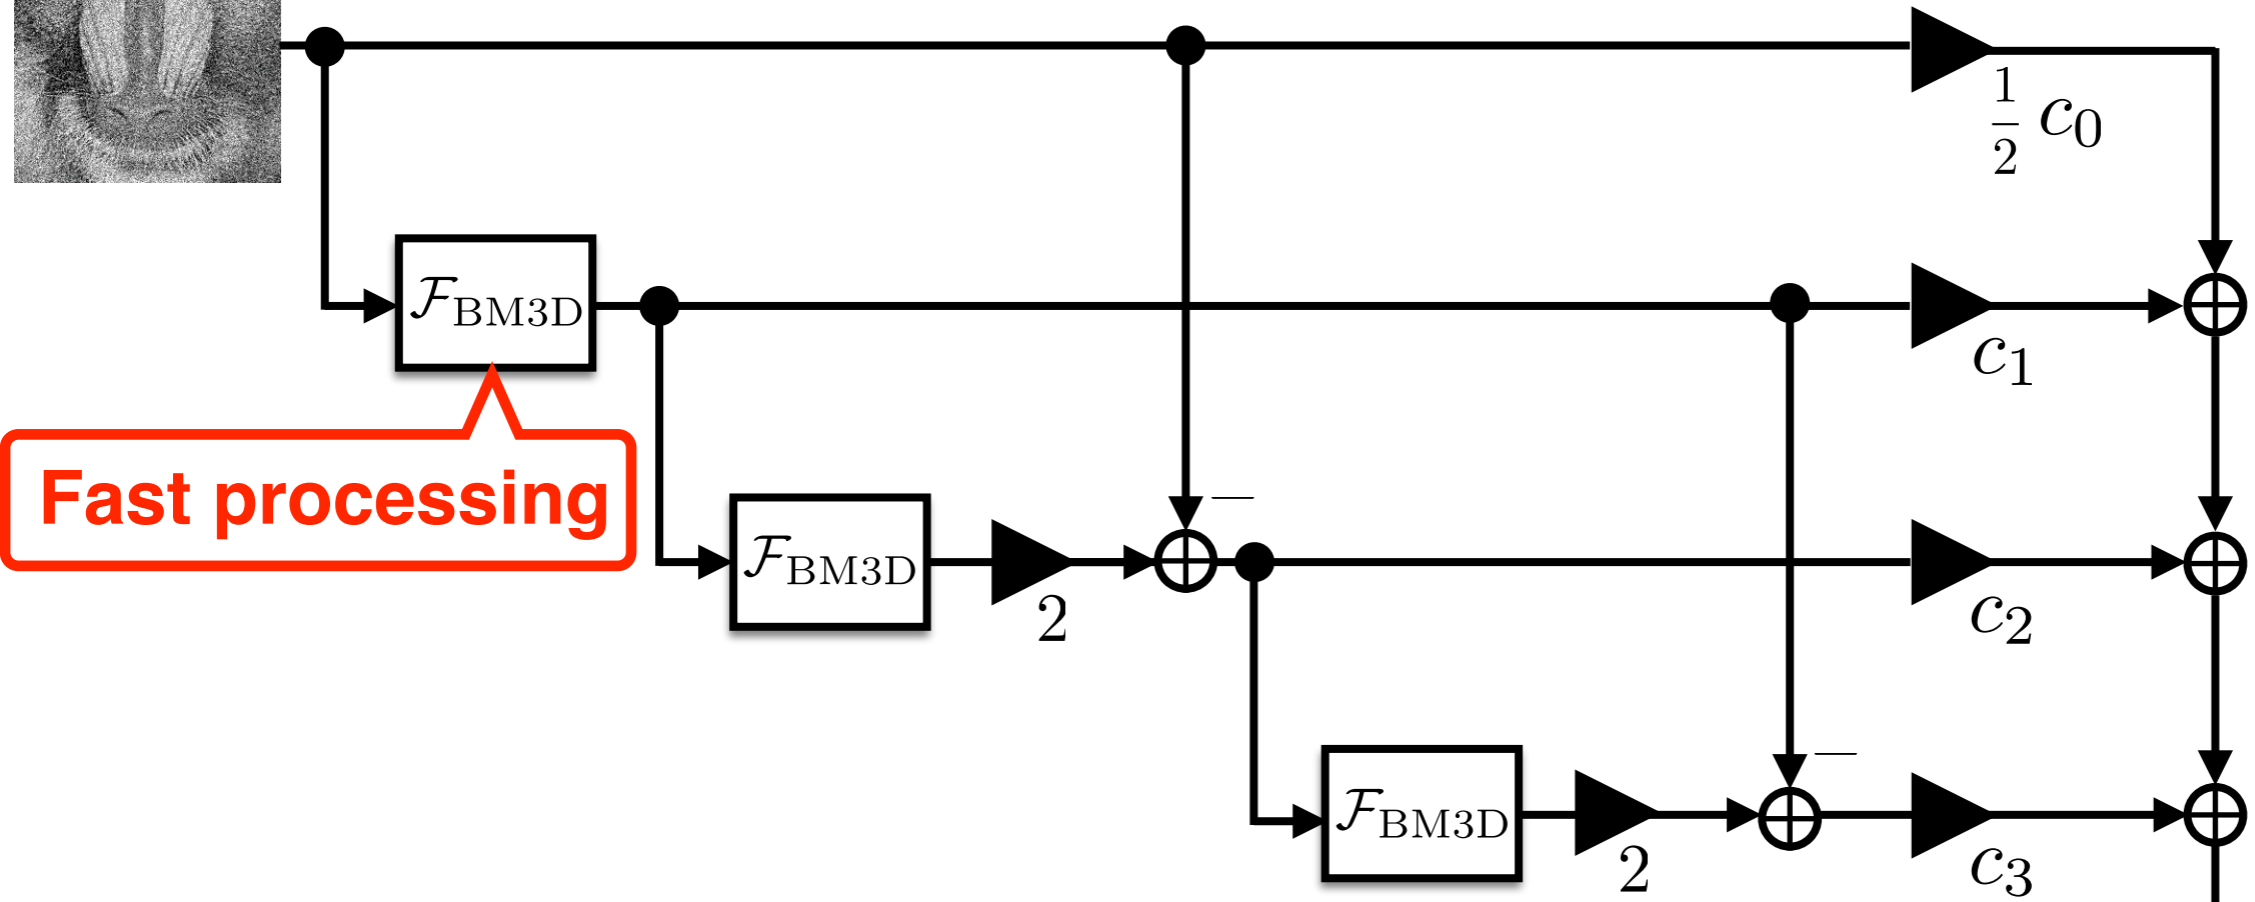 1/2 c₀
ℱ_BM3D
c₁
Fast processing
−
ℱ_BM3D
2
c₂
−
ℱ_BM3D
2
c₃